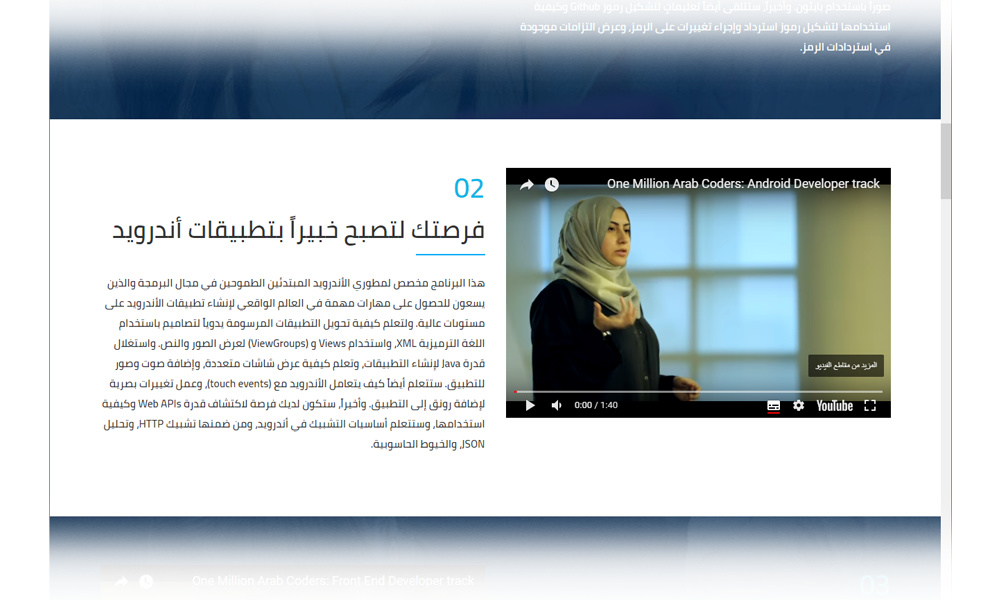 صوراً باستخدام بايثون. وأخيراً، ستتلقى أيضاً تعليمات لتشكيل رموز Github وكيفية
استخدامها لتشكيل رموز استرداد وإجراء تغييرات على الرمز، وعرض التزامات موجودة
في استردادات الرمز.
One Million Arab Coders: Android Developer track
المزيد من مقاطع الفيديو
0:00 / 1:40
YouTube
02
فرصتك لتصبح خبيراً بتطبيقات أندرويد
هذا البرنامج مخصص لمطوري الأندرويد المبتدئين الطموحين في مجال البرمجة والذين
يسعون للحصول على مهارات مهمة في العالم الواقعي لإنشاء تطبيقات الأندرويد على
مستوىات عالية. ولتعلم كيفية تحويل التطبيقات المرسومة يدوياً لتصاميم باستخدام
اللغة الترميزية XML، واستخدام Views و (ViewGroups) لعرض الصور والنص. واستغلال
قدرة Java لإنشاء التطبيقات، وتعلم كيفية عرض شاشات متعددة، وإضافة صوت وصور
للتطبيق. ستتعلم أيضاً كيف يتعامل الأندرويد مع (touch events)، وعمل تغييرات بصرية
لإضافة رونق إلى التطبيق. وأخيراً، ستكون لديك فرصة لاكتشاف قدرة Web APIs وكيفية
استخدامها، وستتعلم أساسيات التشبيك في أندرويد، ومن ضمنها تشبيك HTTP، وتحليل
JSON، والخيوط الحاسوبية.
03
One Million Arab Coders: Front End Developer track